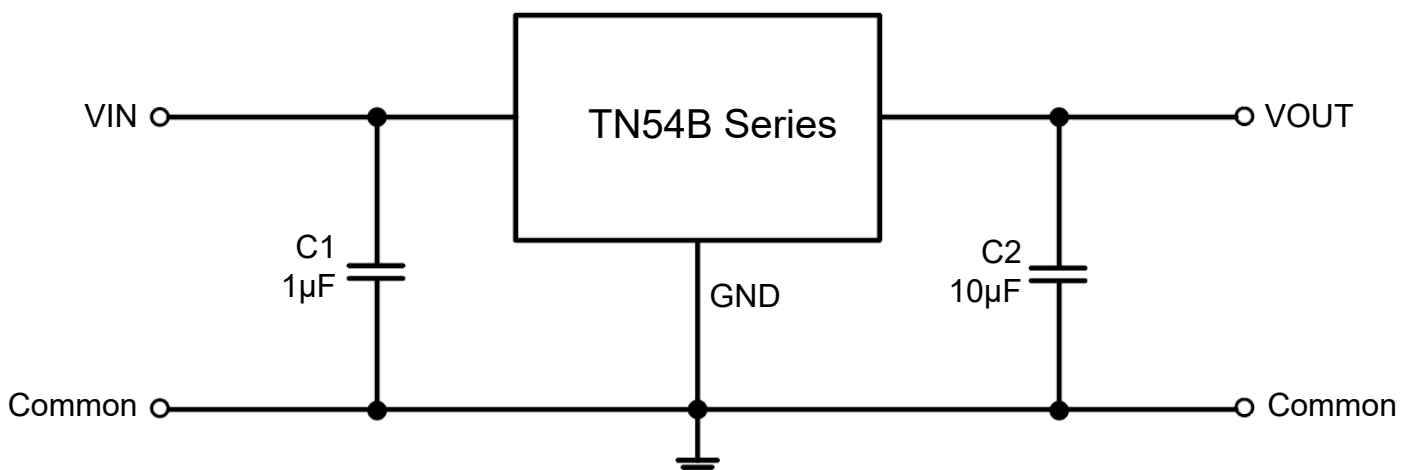 VIN
TN54B Series
VOUT
C1
1µF
GND
C2
10µF
Common
Common